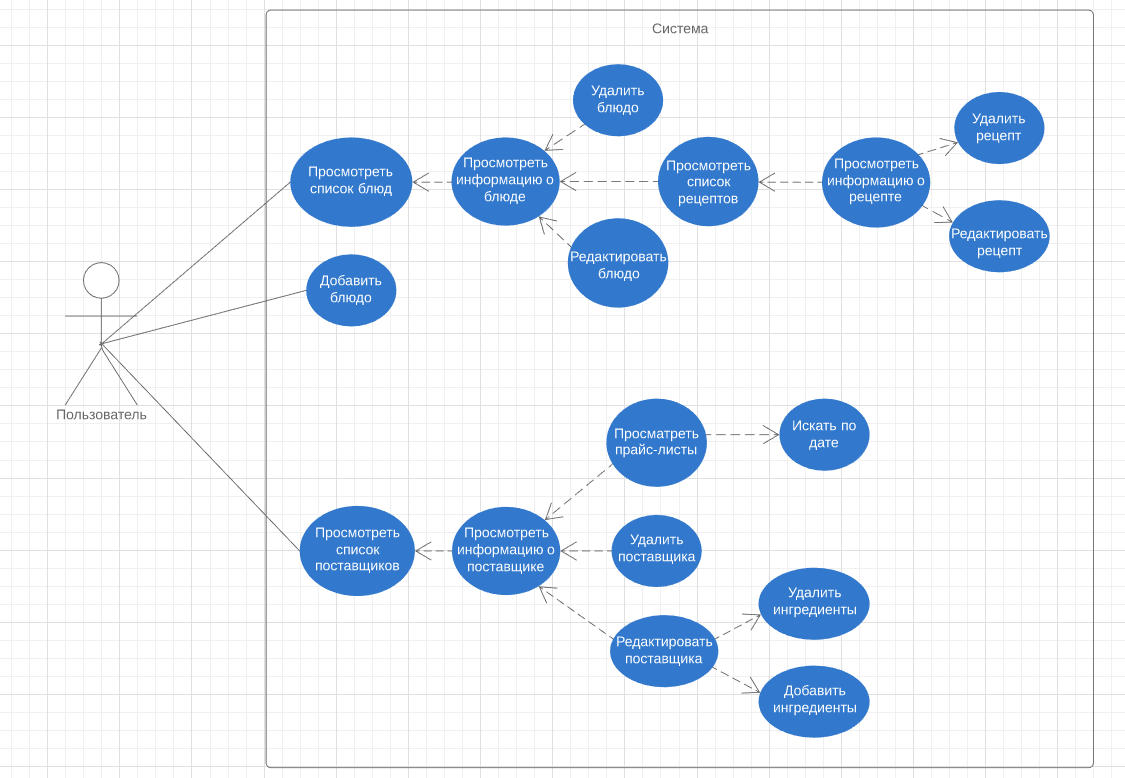 Система
Удалить
блюдо
Удалить
рецепт
Просмотреть
список блюд
Просмотреть
информацию о
блюде
Просмотреть
список
рецептов
Просмотреть
информацию о
рецепте
Редактировать
рецепт
Редактировать
блюдо
Добавить
блюдо
Пользователь
Просматреть
прайс-листы
Искать по
дате
Просмотреть
список
поставщиков
Просмотреть
информацию о
поставщике
Удалить
поставщика
Удалить
ингредиенты
Редактировать
поставщика
Добавить
ингредиенты